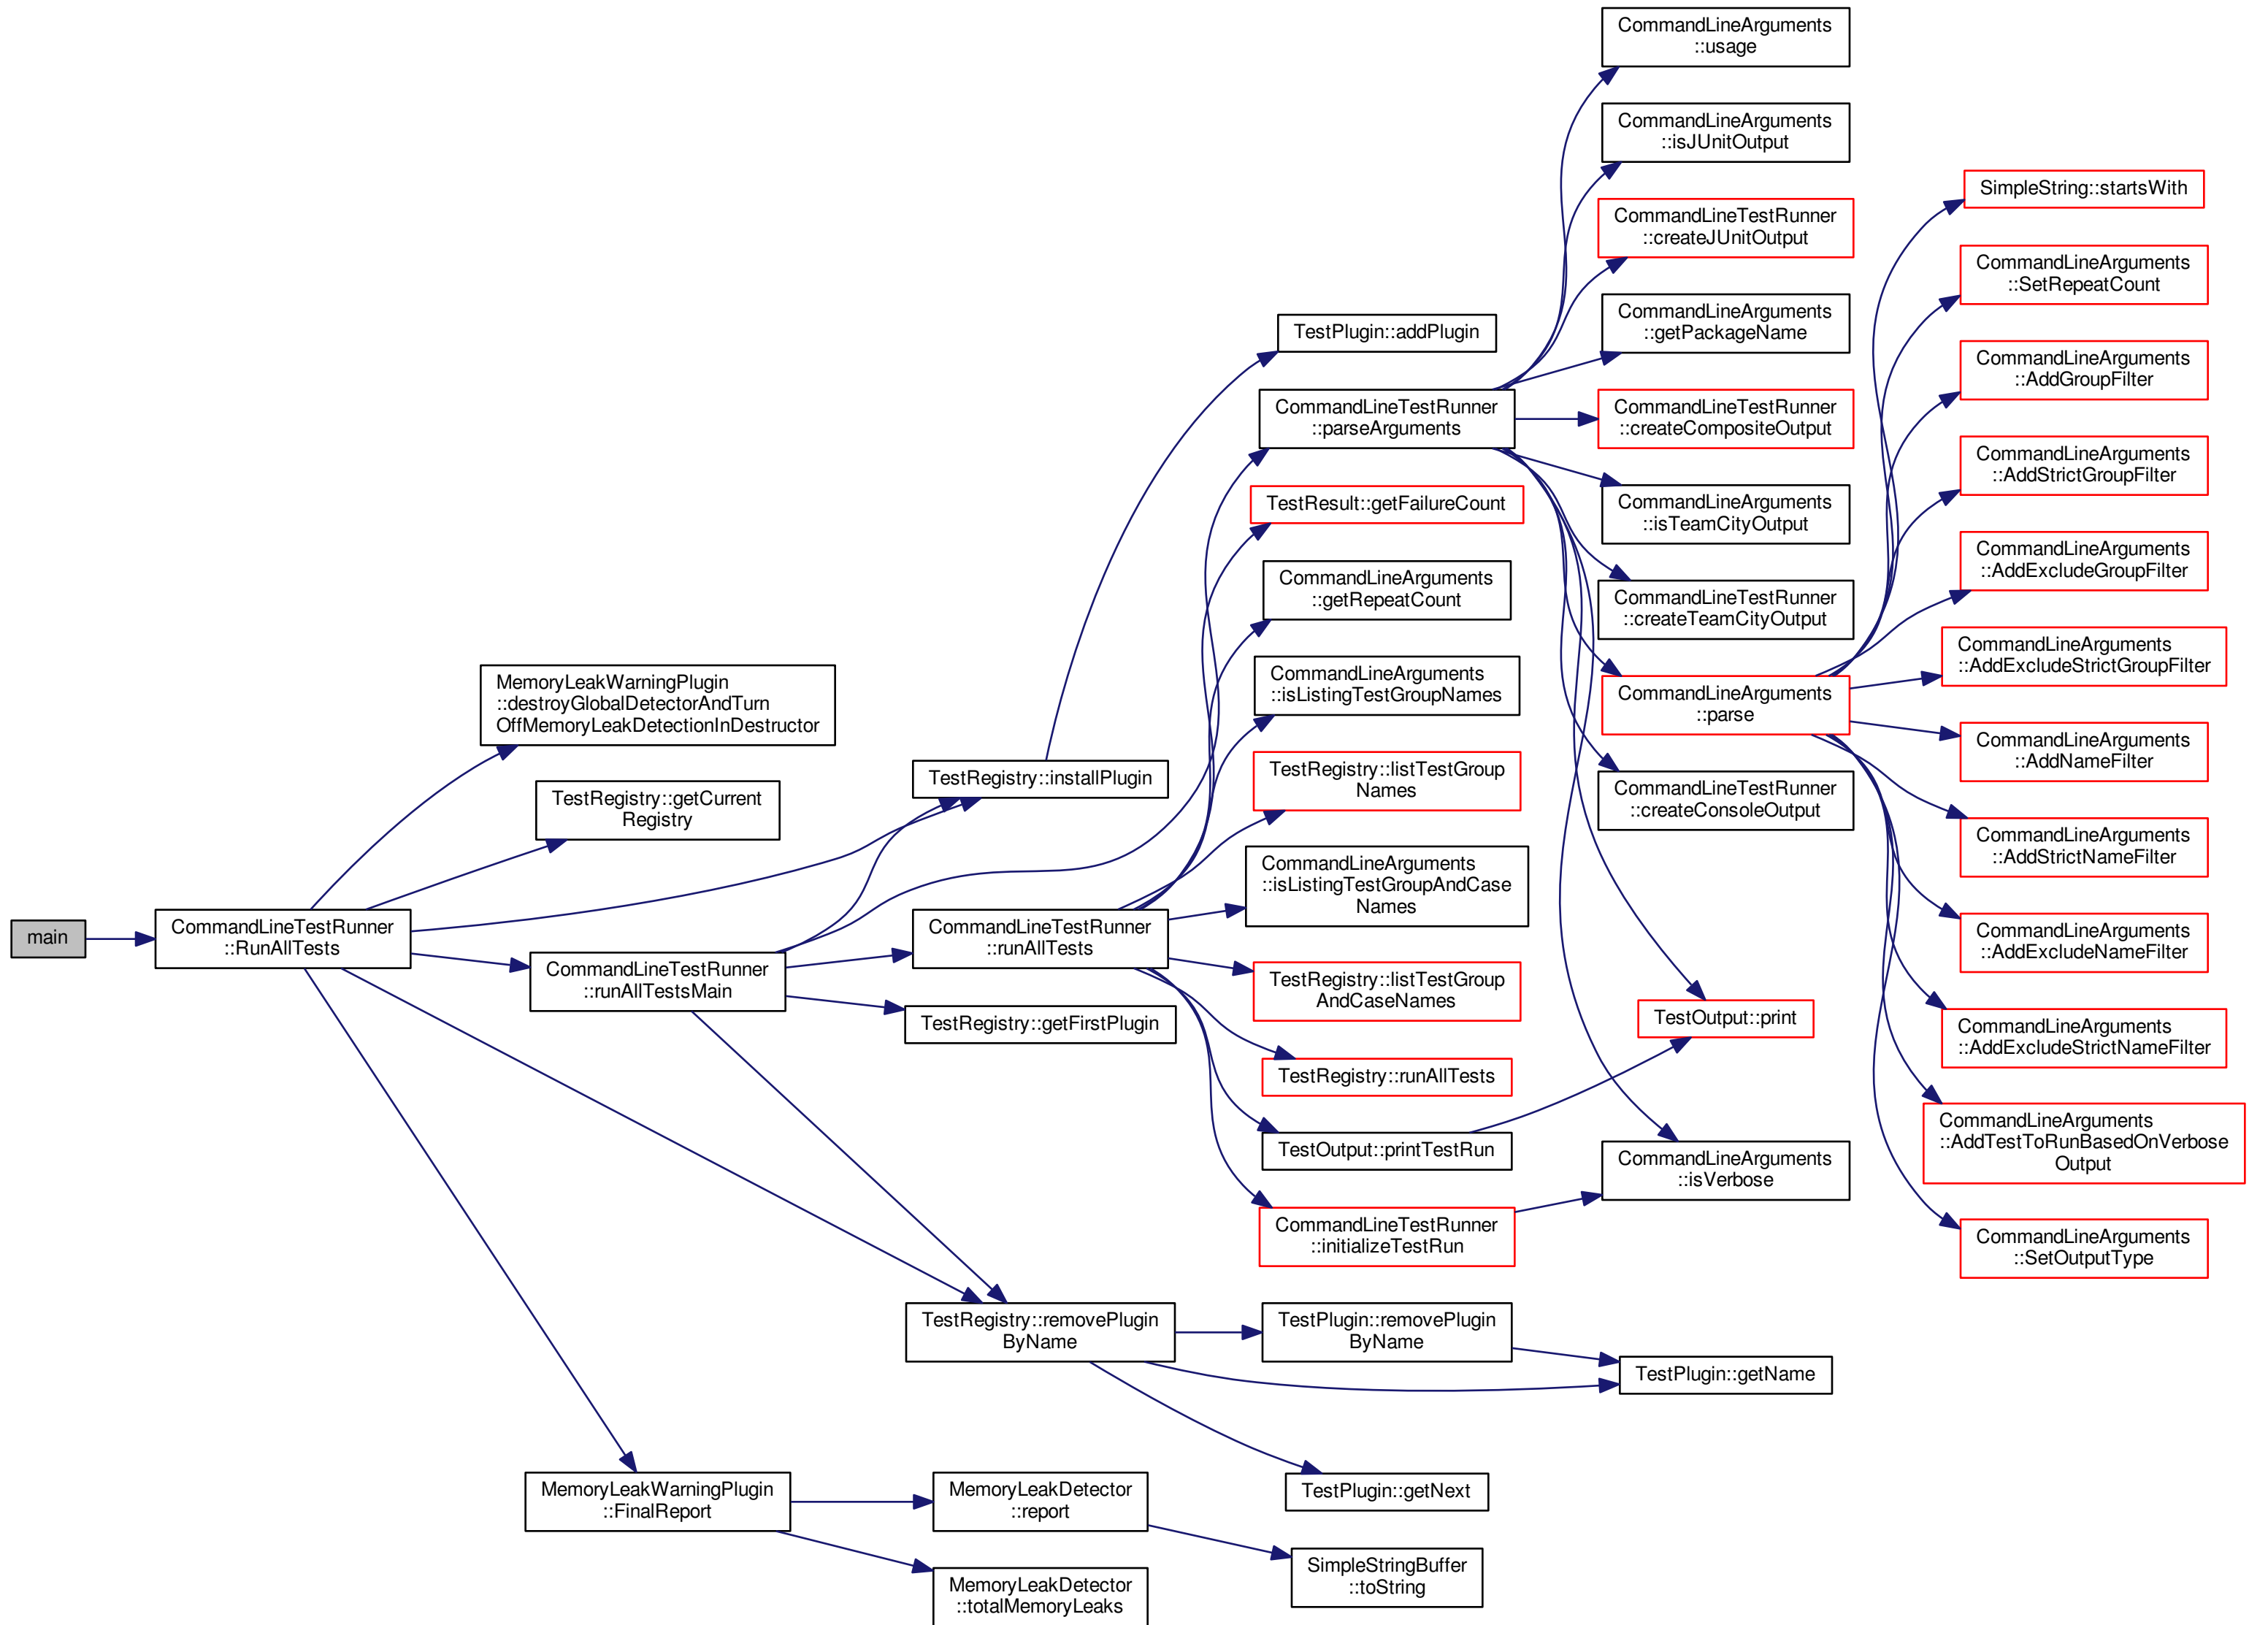 main
CommandLineTestRunner
::RunAllTests
MemoryLeakWarningPlugin
::destroyGlobalDetectorAndTurn
OffMemoryLeakDetectionInDestructor
TestRegistry::getCurrent
Registry
CommandLineTestRunner
::runAllTestsMain
MemoryLeakWarningPlugin
::FinalReport
TestRegistry::installPlugin
CommandLineTestRunner
::runAllTests
TestRegistry::getFirstPlugin
TestRegistry::removePlugin
ByName
MemoryLeakDetector
::report
MemoryLeakDetector
::totalMemoryLeaks
TestPlugin::addPlugin
CommandLineTestRunner
::parseArguments
TestResult::getFailureCount
CommandLineArguments
::getRepeatCount
CommandLineArguments
::isListingTestGroupNames
TestRegistry::listTestGroup
Names
CommandLineArguments
::isListingTestGroupAndCase
Names
TestRegistry::listTestGroup
AndCaseNames
TestRegistry::runAllTests
TestOutput::printTestRun
CommandLineTestRunner
::initializeTestRun
TestPlugin::removePlugin
ByName
TestPlugin::getNext
SimpleStringBuffer
::toString
CommandLineArguments
::usage
CommandLineArguments
::isJUnitOutput
CommandLineTestRunner
::createJUnitOutput
CommandLineArguments
::getPackageName
CommandLineTestRunner
::createCompositeOutput
CommandLineArguments
::isTeamCityOutput
CommandLineTestRunner
::createTeamCityOutput
CommandLineArguments
::parse
CommandLineTestRunner
::createConsoleOutput
TestOutput::print
CommandLineArguments
::isVerbose
TestPlugin::getName
SimpleString::startsWith
CommandLineArguments
::SetRepeatCount
CommandLineArguments
::AddGroupFilter
CommandLineArguments
::AddStrictGroupFilter
CommandLineArguments
::AddExcludeGroupFilter
CommandLineArguments
::AddExcludeStrictGroupFilter
CommandLineArguments
::AddNameFilter
CommandLineArguments
::AddStrictNameFilter
CommandLineArguments
::AddExcludeNameFilter
CommandLineArguments
::AddExcludeStrictNameFilter
CommandLineArguments
::AddTestToRunBasedOnVerbose
Output
CommandLineArguments
::SetOutputType